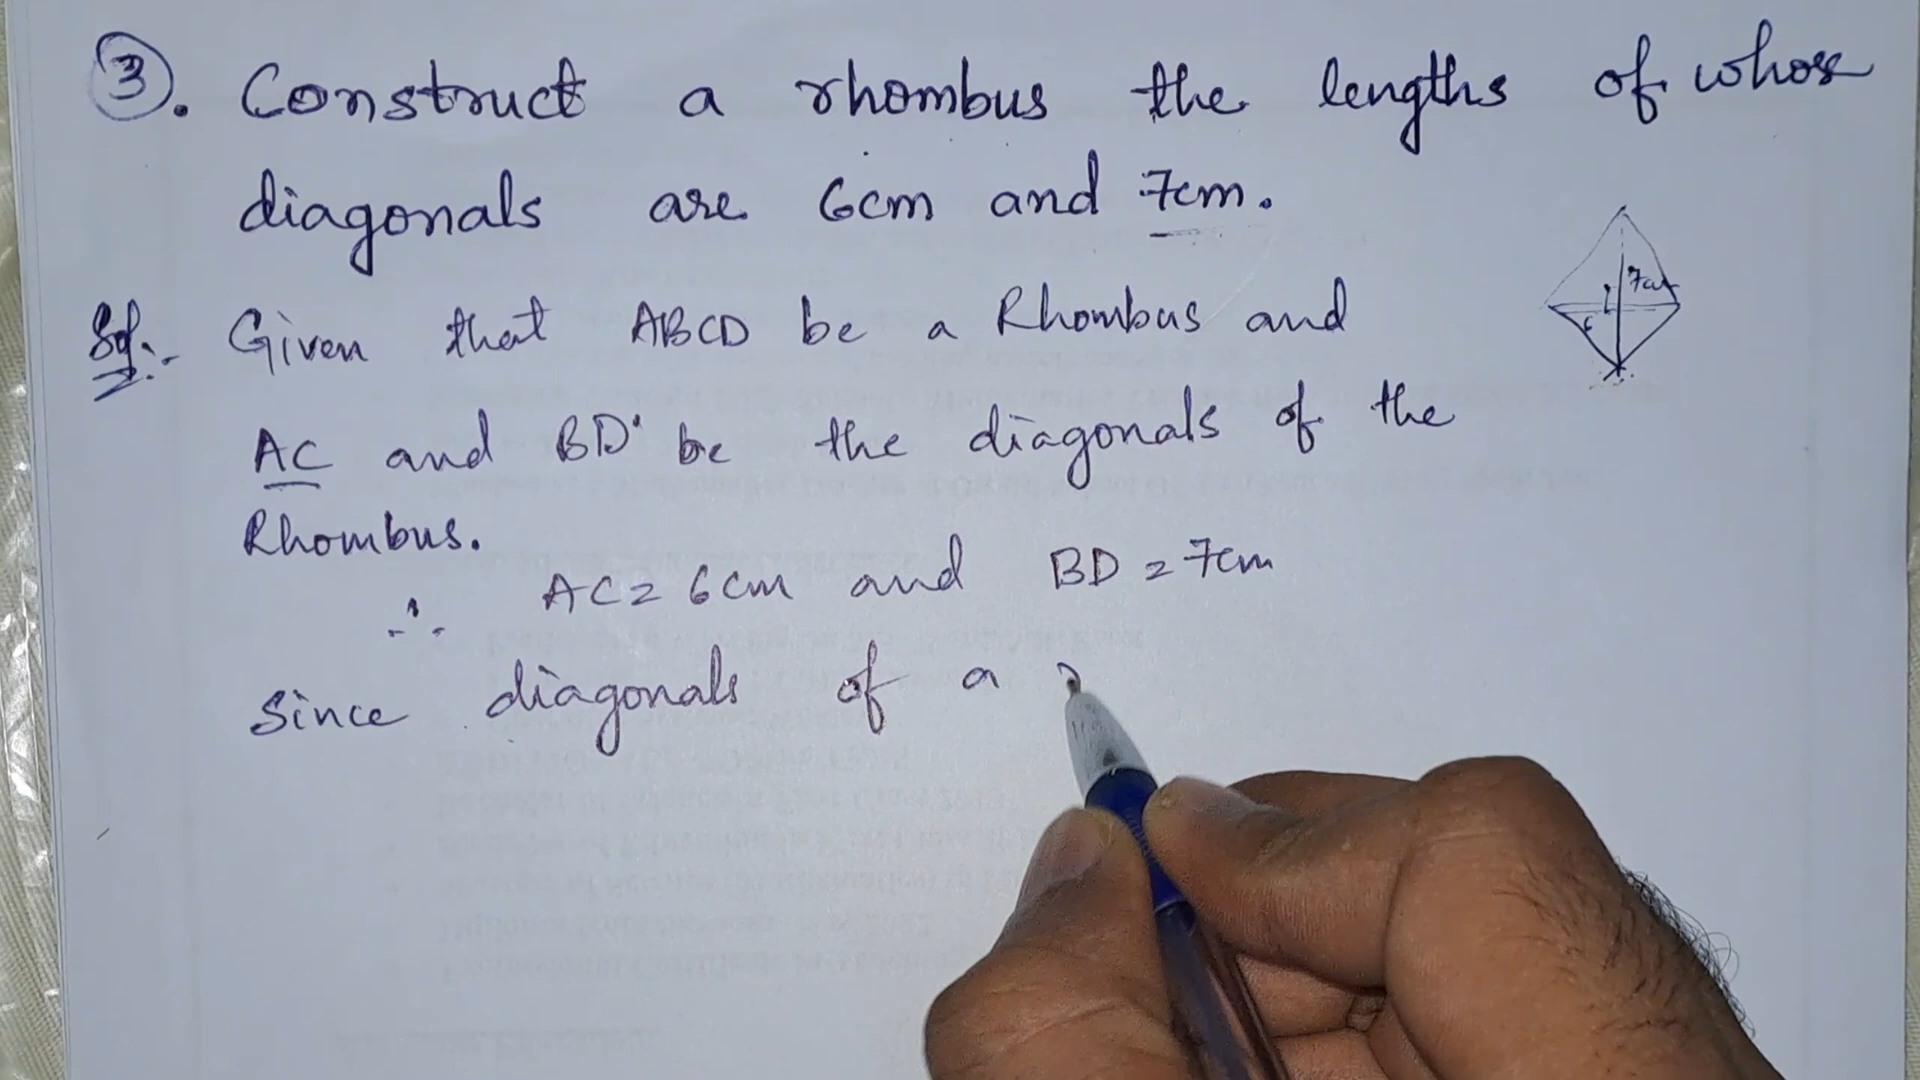 3. Construct a rhombus the lengths of whose
diagonals are 6cm and 7cm.
7cm
6
Sol:- Given that ABCD be a Rhombus and
AC and BD be the diagonals of the
Rhombus.
∴ AC = 6cm and BD = 7cm
Since diagonals of a